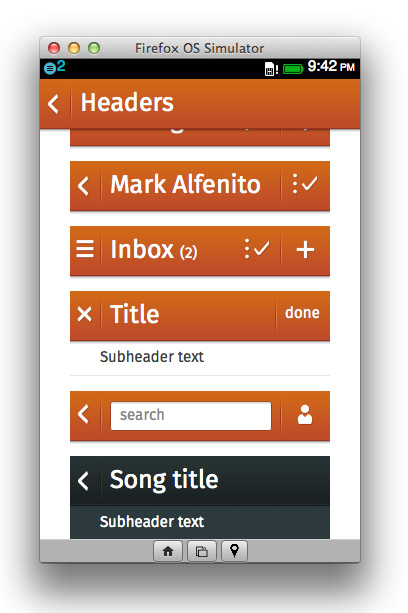 Firefox OS Simulator
2 9:42 PM
Headers
Mark Alfenito
Inbox (2)
Title done
Subheader text
search
Song title
Subheader text